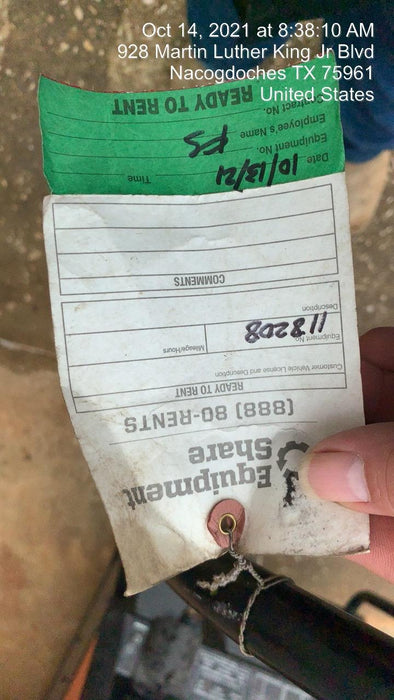 Oct 14, 2021 at 8:38:10 AM
928 Martin Luther King Jr Blvd
Nacogdoches TX 75961
United States
Equipment
Share
(888) 80-RENTS
READY TO RENT
Customer Vehicle License and Description
Equipment No. Mileage/Hours
118208
Description
COMMENTS
Date Time
10/13/21
Equipment No.
Employee's Name
Contract No.
READY TO RENT